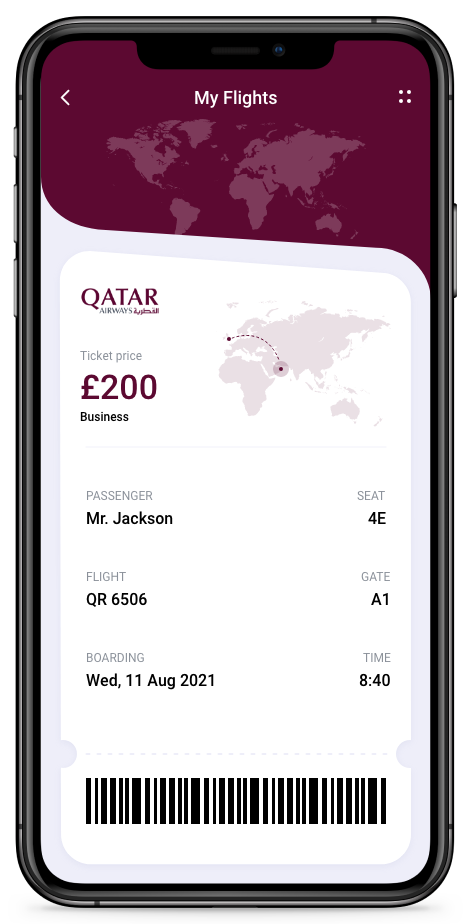 My Flights
QATAR
AIRWAYS القطرية
Ticket price
£200
Business
PASSENGER SEAT
Mr. Jackson 4E
FLIGHT GATE
QR 6506 A1
BOARDING TIME
Wed, 11 Aug 2021 8:40